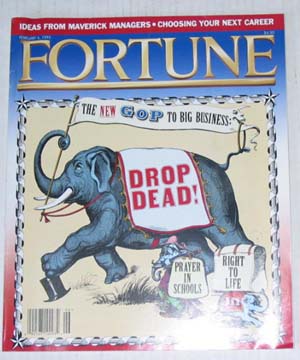 IDEAS FROM MAVERICK MANAGERS • CHOOSING YOUR NEXT CAREER
FORTUNE
THE NEW GOP TO BIG BUSINESS:
DROP
DEAD!
PRAYER
IN
SCHOOLS
RIGHT
TO
LIFE